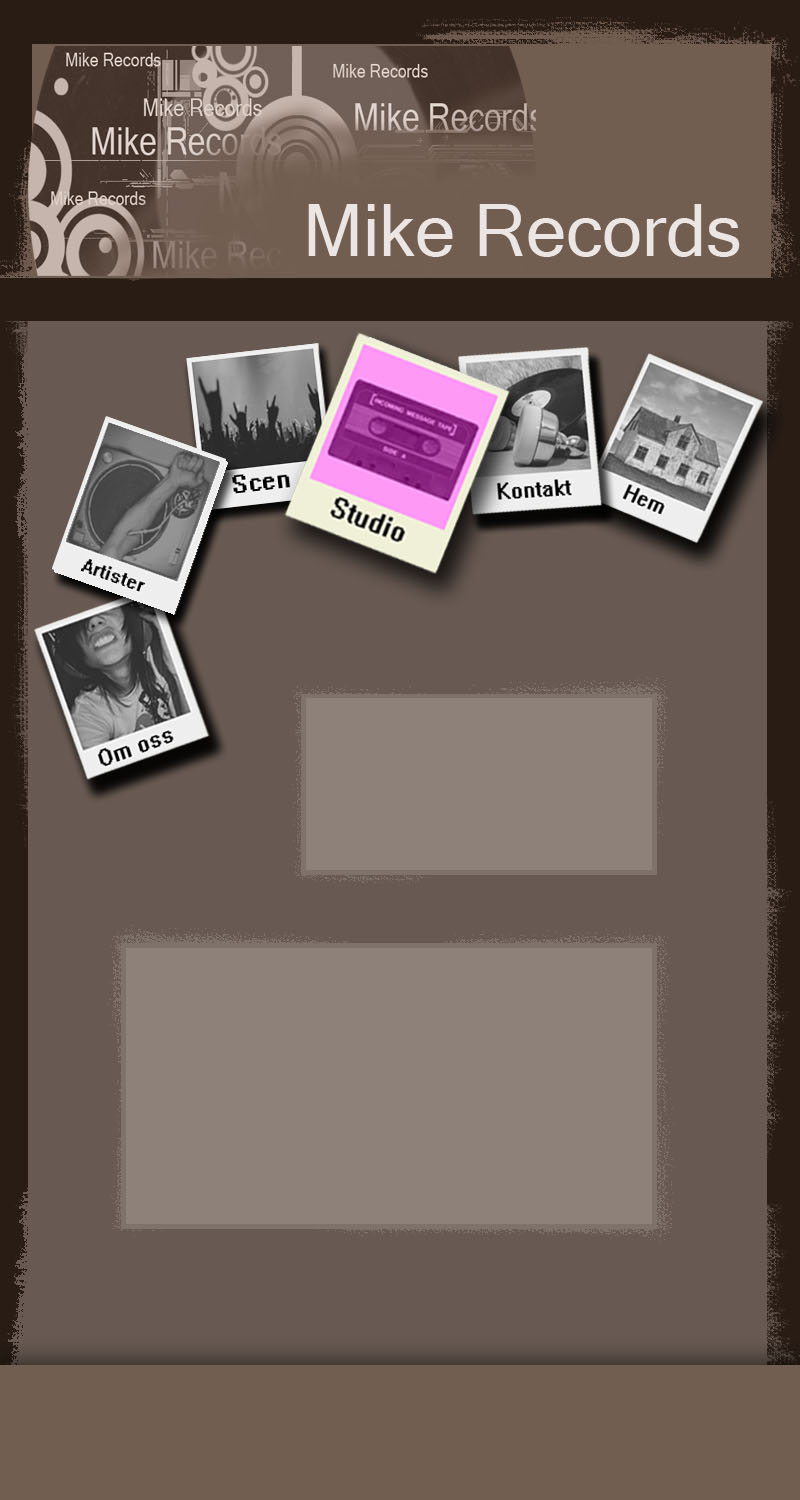 Mike Records
Mike Records
Mike Records
Mike Records
Mike Records
Mike Records
Mike Rec
Mike Records
[INCOMING MESSAGE TAPE]
SIDE A
Scen
Studio
Kontakt
Hem
Artister
Om oss